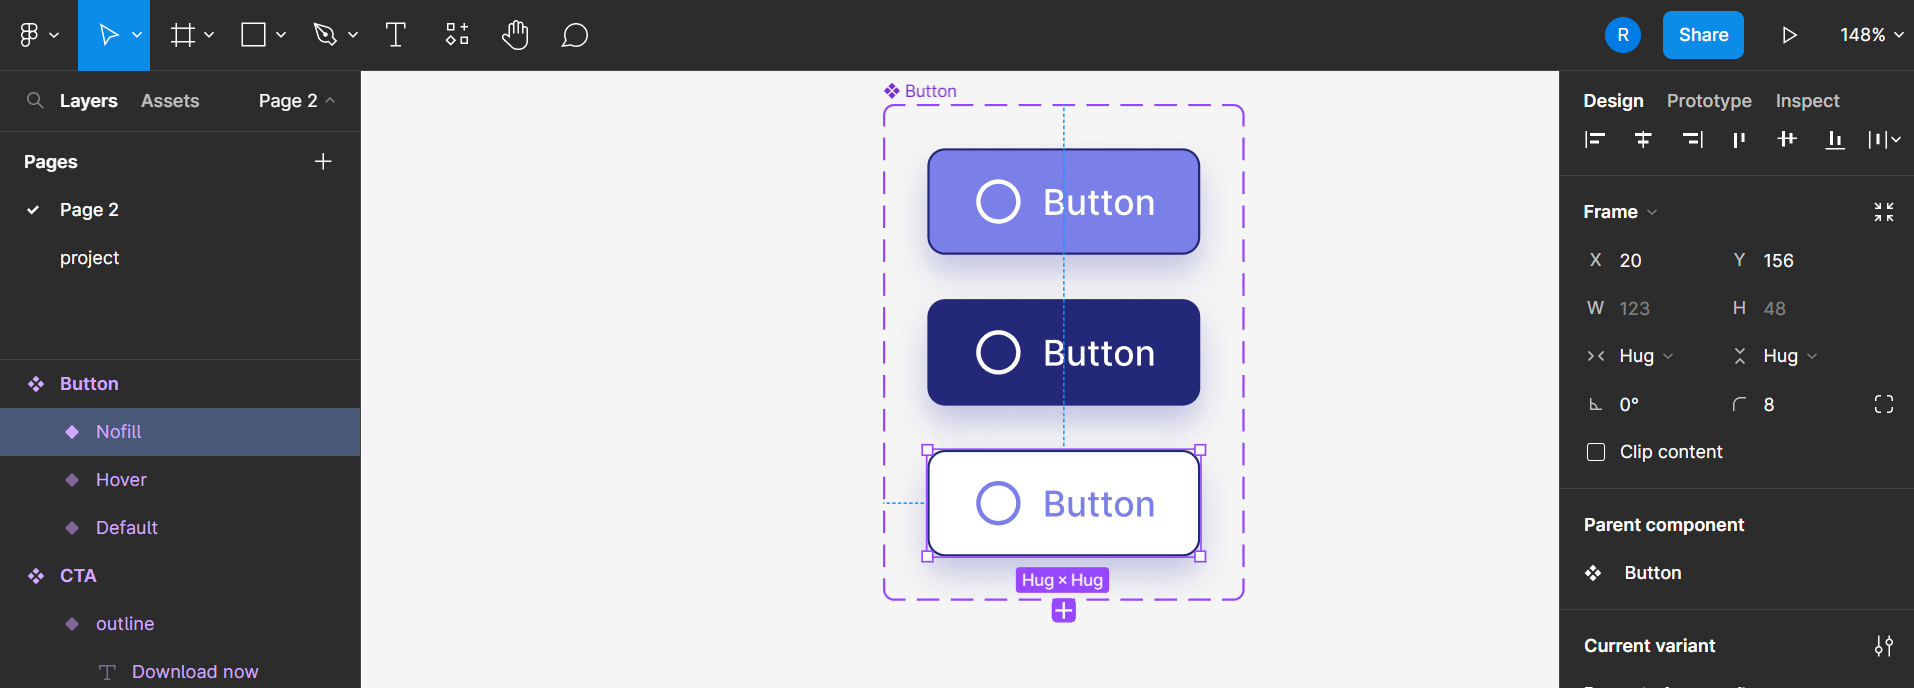 R
Share
148%
Layers
Assets
Page 2
Pages
Page 2
project
Button
Nofill
Hover
Default
CTA
outline
Download now
Button
Button
Button
Button
Hug × Hug
Design
Prototype
Inspect
Frame
X 20
Y 156
W 123
H 48
Hug
Hug
0°
8
Clip content
Parent component
Button
Current variant